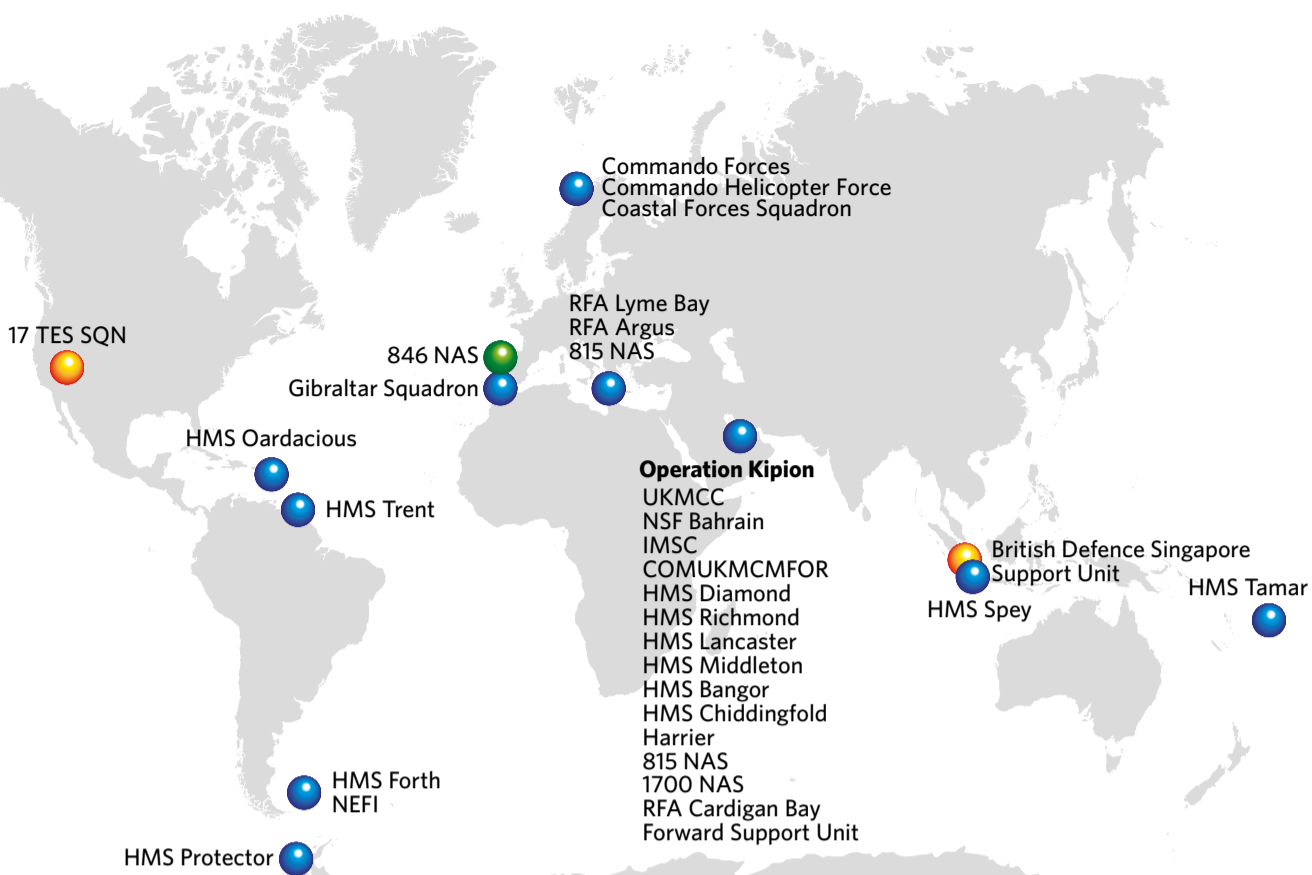 Commando Forces
Commando Helicopter Force
Coastal Forces Squadron
RFA Lyme Bay
RFA Argus
815 NAS
17 TES SQN
846 NAS
Gibraltar Squadron
HMS Oardacious
HMS Trent
Operation Kipion
UKMCC
NSF Bahrain
IMSC
COMUKMCMFOR
HMS Diamond
HMS Richmond
HMS Lancaster
HMS Middleton
HMS Bangor
HMS Chiddingfold
Harrier
815 NAS
1700 NAS
RFA Cardigan Bay
Forward Support Unit
British Defence Singapore
Support Unit
HMS Spey
HMS Tamar
HMS Forth
NEFI
HMS Protector